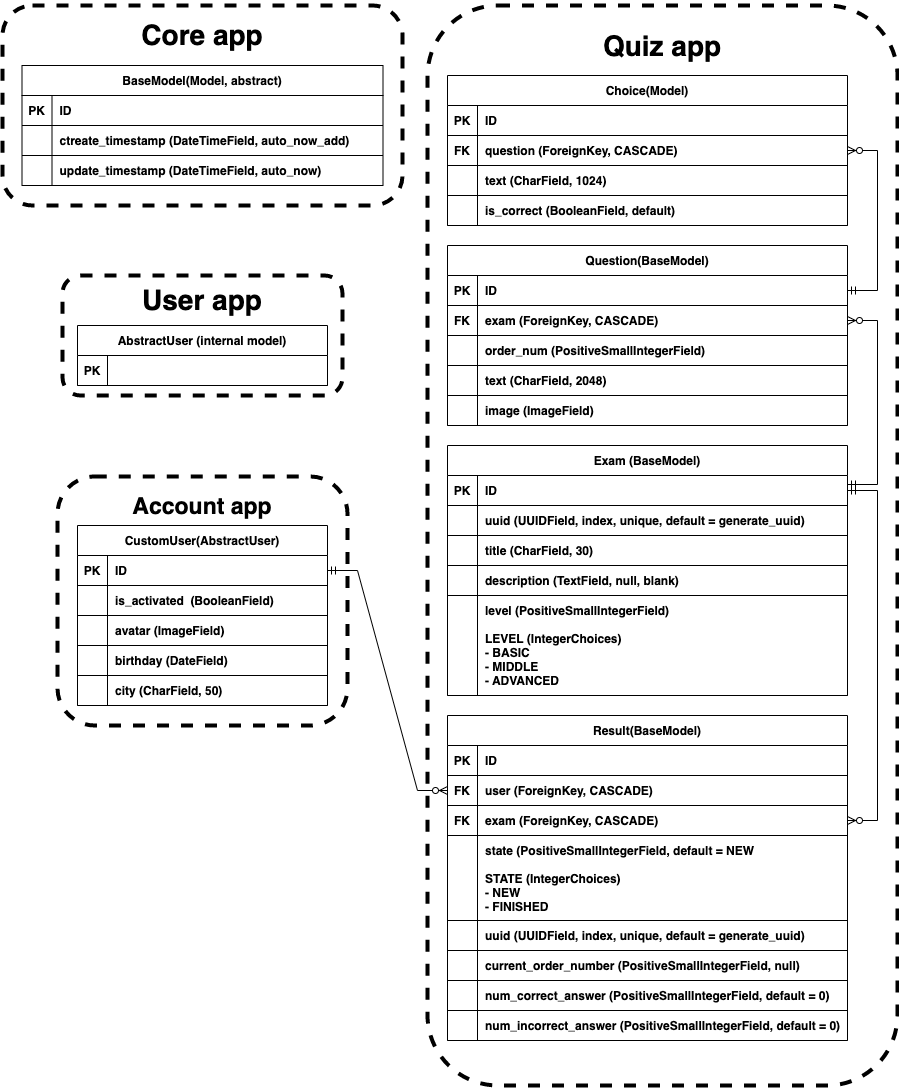 Core app
BaseModel(Model, abstract)
PK ID
ctreate_timestamp (DateTimeField, auto_now_add)
update_timestamp (DateTimeField, auto_now)
User app
AbstractUser (internal model)
PK
Account app
CustomUser(AbstractUser)
PK ID
is_activated (BooleanField)
avatar (ImageField)
birthday (DateField)
city (CharField, 50)
Quiz app
Choice(Model)
PK ID
FK question (ForeignKey, CASCADE)
text (CharField, 1024)
is_correct (BooleanField, default)
Question(BaseModel)
PK ID
FK exam (ForeignKey, CASCADE)
order_num (PositiveSmallIntegerField)
text (CharField, 2048)
image (ImageField)
Exam (BaseModel)
PK ID
uuid (UUIDField, index, unique, default = generate_uuid)
title (CharField, 30)
description (TextField, null, blank)
level (PositiveSmallIntegerField)
LEVEL (IntegerChoices)
- BASIC
- MIDDLE
- ADVANCED
Result(BaseModel)
PK ID
FK user (ForeignKey, CASCADE)
FK exam (ForeignKey, CASCADE)
state (PositiveSmallIntegerField, default = NEW
STATE (IntegerChoices)
- NEW
- FINISHED
uuid (UUIDField, index, unique, default = generate_uuid)
current_order_number (PositiveSmallIntegerField, null)
num_correct_answer (PositiveSmallIntegerField, default = 0)
num_incorrect_answer (PositiveSmallIntegerField, default = 0)